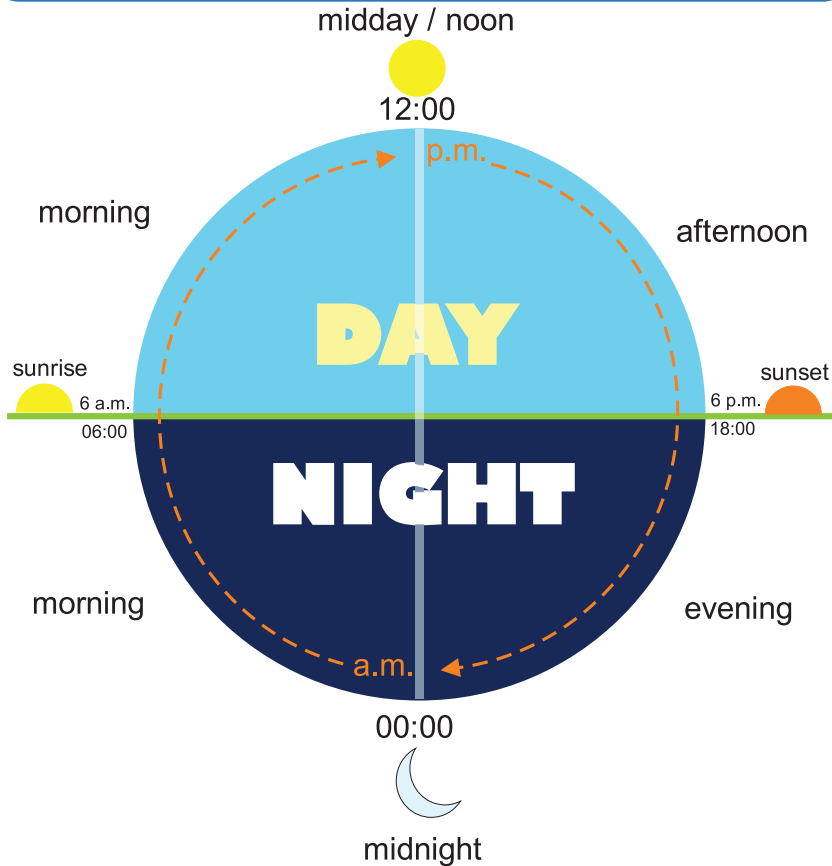 midday / noon
12:00
p.m.
morning
afternoon
DAY
sunrise
sunset
6 a.m.
6 p.m.
06:00
18:00
NIGHT
morning
evening
a.m.
00:00
midnight